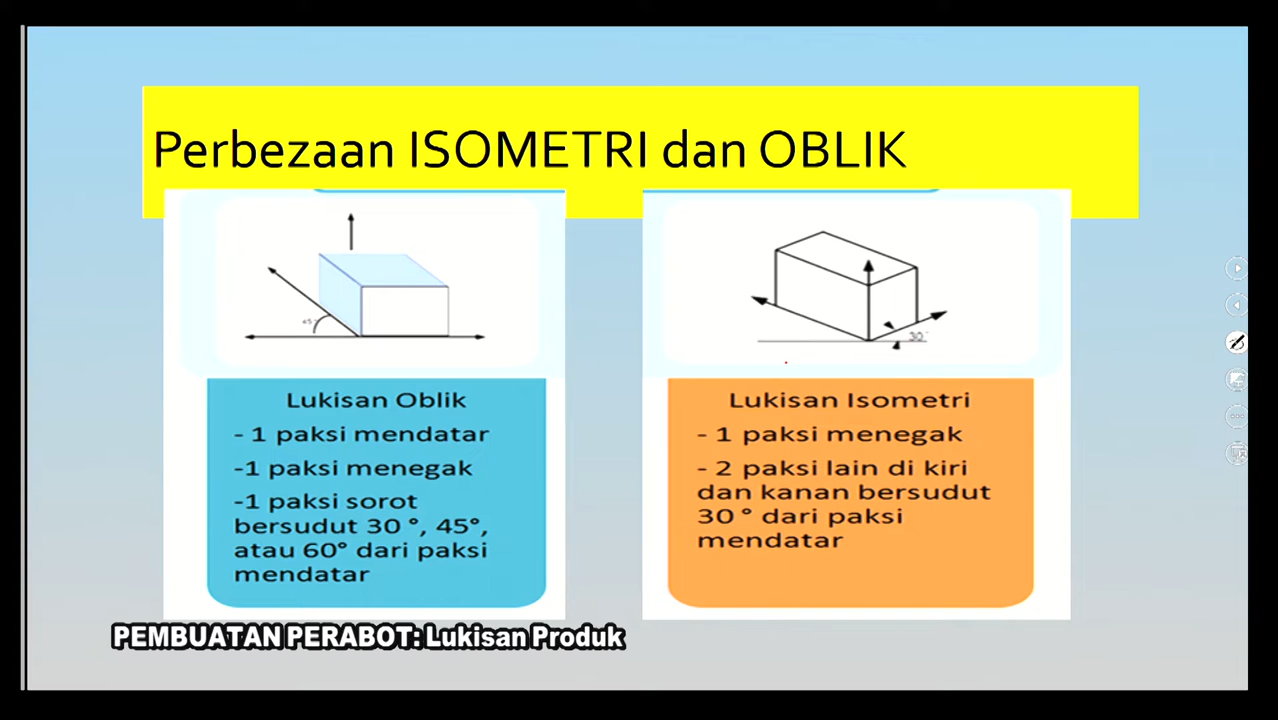 Perbezaan ISOMETRI dan OBLIK
45°
30°
Lukisan Oblik
- 1 paksi mendatar
-1 paksi menegak
-1 paksi sorot
bersudut 30 °, 45°,
atau 60° dari paksi
mendatar
Lukisan Isometri
- 1 paksi menegak
- 2 paksi lain di kiri
dan kanan bersudut
30 ° dari paksi
mendatar
PEMBUATAN PERABOT: Lukisan Produk